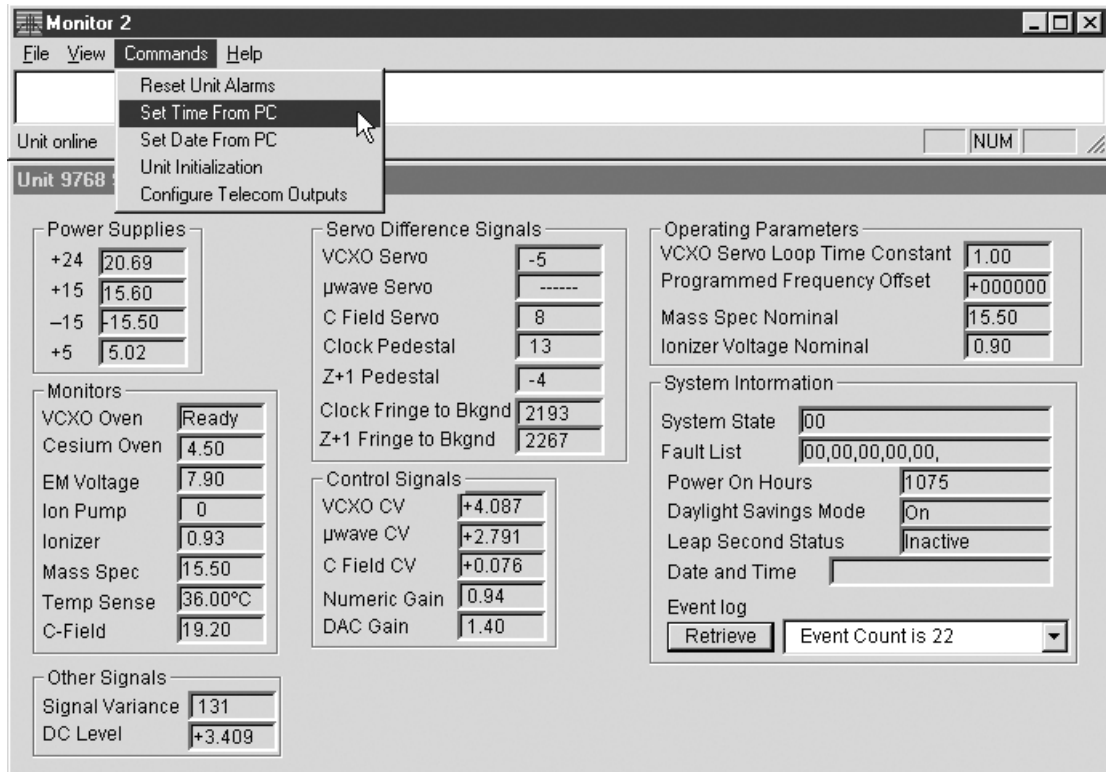 Monitor 2
File View Commands Help
Reset Unit Alarms
Set Time From PC
Set Date From PC
Unit Initialization
Configure Telecom Outputs
Unit online
NUM
Unit 9768
Power Supplies
+24 20.69
+15 15.60
–15 -15.50
+5 5.02
Monitors
VCXO Oven Ready
Cesium Oven 4.50
EM Voltage 7.90
Ion Pump 0
Ionizer 0.93
Mass Spec 15.50
Temp Sense 36.00°C
C-Field 19.20
Other Signals
Signal Variance 131
DC Level +3.409
Servo Difference Signals
VCXO Servo -5
µwave Servo ------
C Field Servo 8
Clock Pedestal 13
Z+1 Pedestal -4
Clock Fringe to Bkgnd 2193
Z+1 Fringe to Bkgnd 2267
Control Signals
VCXO CV +4.087
µwave CV +2.791
C Field CV +0.076
Numeric Gain 0.94
DAC Gain 1.40
Operating Parameters
VCXO Servo Loop Time Constant 1.00
Programmed Frequency Offset +000000
Mass Spec Nominal 15.50
Ionizer Voltage Nominal 0.90
System Intormation
System State 00
Fault List 00,00,00,00,00,
Power On Hours 1075
Daylight Savings Mode On
Leap Second Status Inactive
Date and Time
Event log
Retrieve Event Count is 22